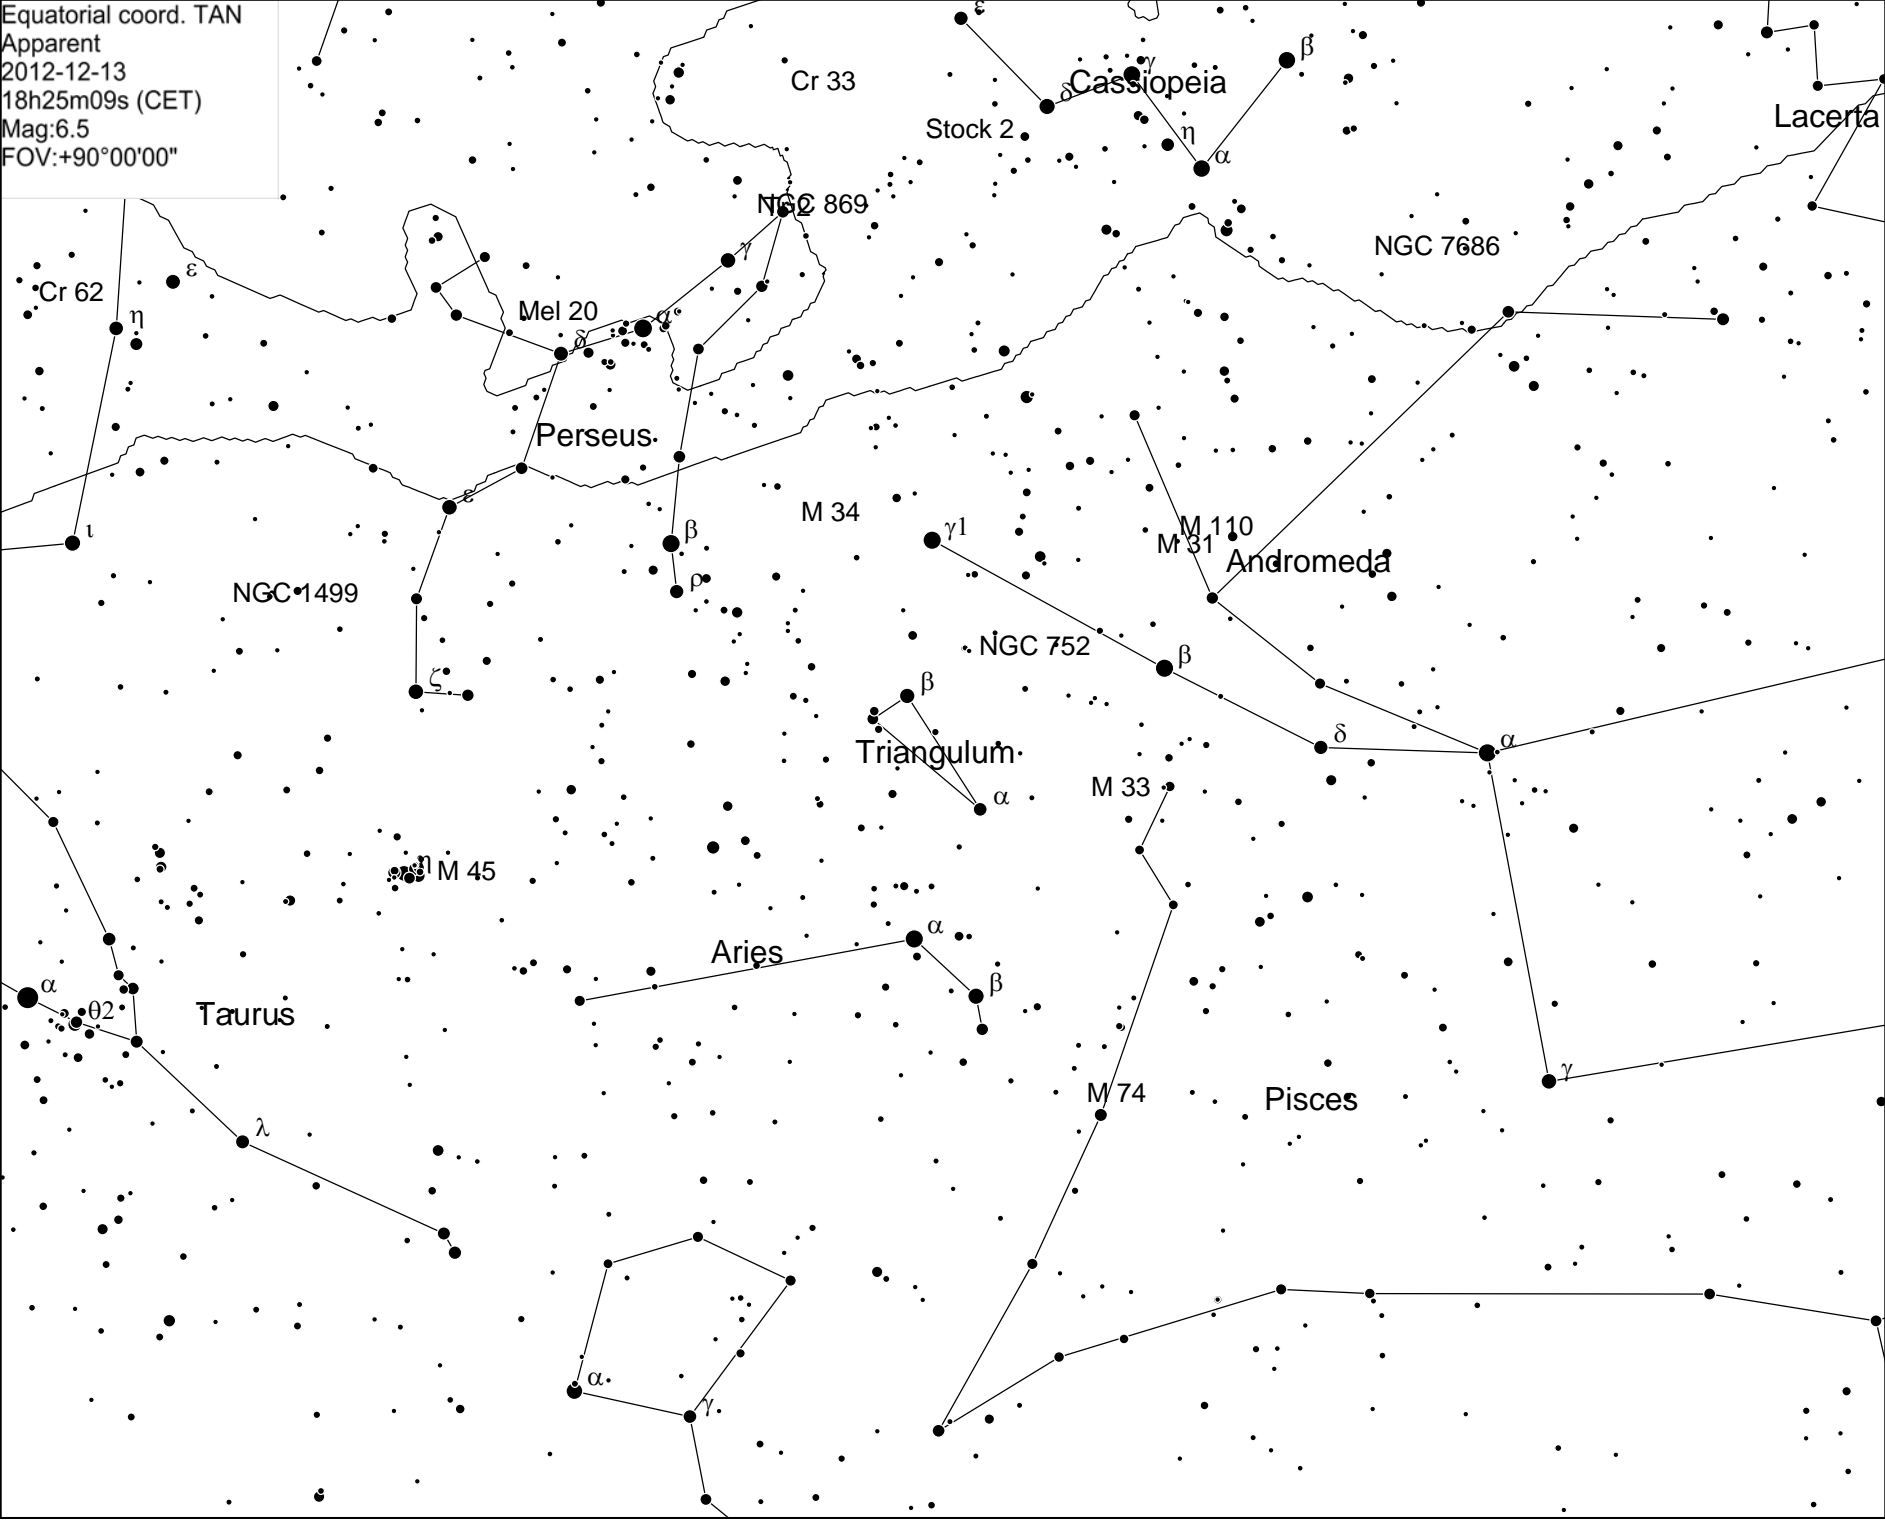 Equatorial coord. TAN
Apparent
2012-12-13
18h25m09s (CET)
Mag:6.5
FOV:+90°00'00"
ε
Cr 33
γ
β
Cassiopeia
δ
Lacerta
Stock 2
η
α
NGC 869
γ
NGC 7686
ε
Cr 62
η
Mel 20
α
δ
Perseus
ε
M 34
γ1
M 110
M 31
ι
β
Andromeda
ρ
NGC 1499
NGC 752
β
ζ
β
δ
α
Triangulum
α
M 33
η
M 45
α
Aries
β
α
θ2
Taurus
γ
M 74
Pisces
λ
α
γ